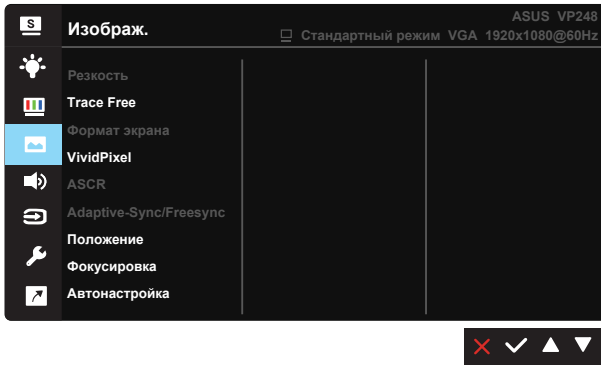 S
Изображ.
ASUS VP248
Стандартный режим VGA 1920x1080@60Hz
Резкость
Trace Free
Формат экрана
VividPixel
ASCR
Adaptive-Sync/Freesync
Положение
Фокусировка
Автонастройка